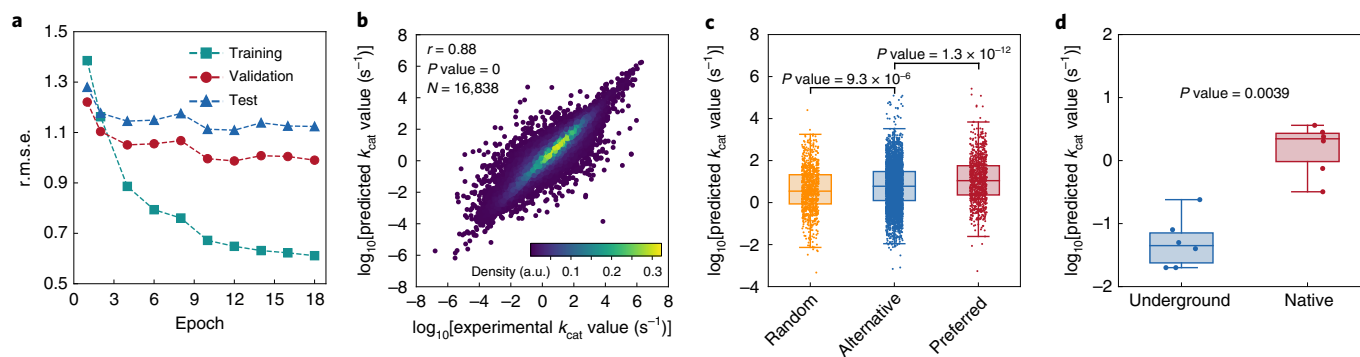 a
1.5
1.3
1.1
0.9
0.7
0.5
r.m.s.e.
Training
Validation
Test
0 3 6 9 12 15 18
Epoch
b
8
6
4
2
0
−2
−4
−6
−8
log10[predicted kcat value (s−1)]
r = 0.88
P value = 0
N = 16,838
Density (a.u.) 0.1 0.2 0.3
−8 −6 −4 −2 0 2 4 6 8
log10[experimental kcat value (s−1)]
c
8
6
4
2
0
−2
−4
log10[predicted kcat value (s−1)]
P value = 1.3 × 10−12
P value = 9.3 × 10−6
Random
Alternative
Preferred
d
2
1
0
−1
−2
log10[predicted kcat value (s−1)]
P value = 0.0039
Underground Native